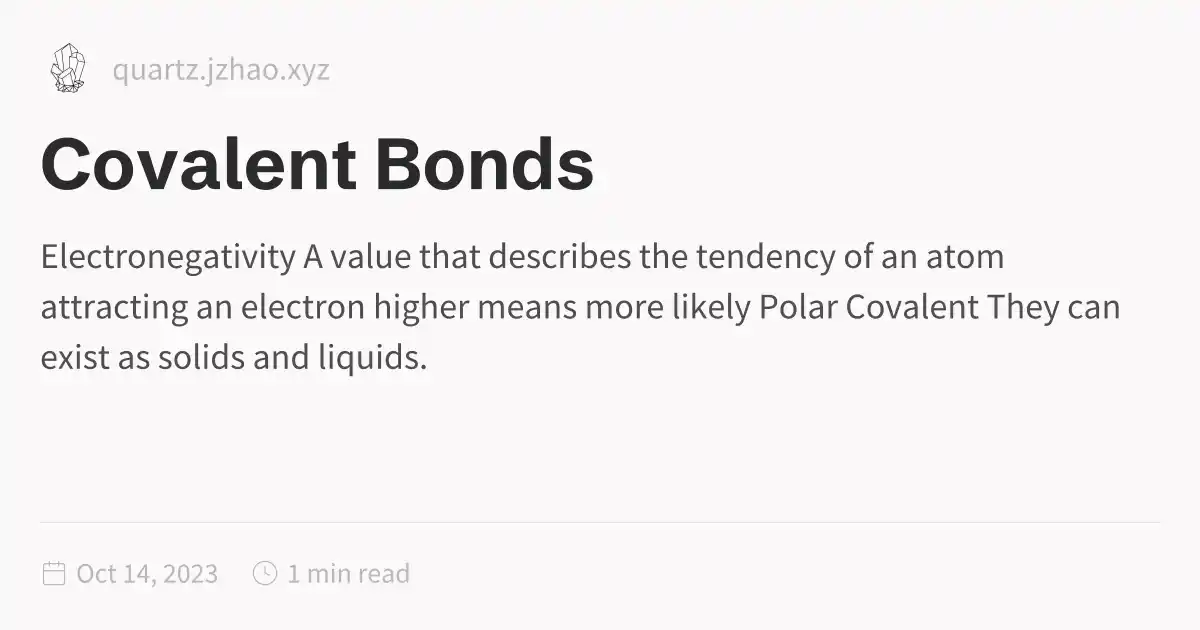 quartz.jzhao.xyz
Covalent Bonds
Electronegativity A value that describes the tendency of an atom
attracting an electron higher means more likely Polar Covalent They can
exist as solids and liquids.
Oct 14, 2023 1 min read